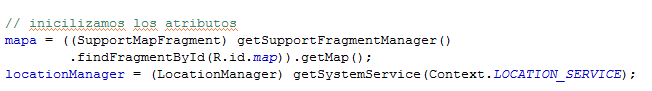 // inicilizamos los atributos
mapa = ((SupportMapFragment) getSupportFragmentManager()
.findFragmentById(R.id.map)).getMap();
locationManager = (LocationManager) getSystemService(Context.LOCATION_SERVICE);